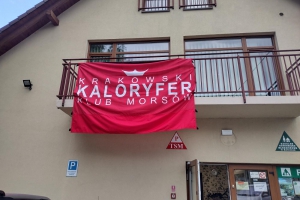 KRAKOWSKI
KALORYFER
KLUB MORSÓW
TSM
P